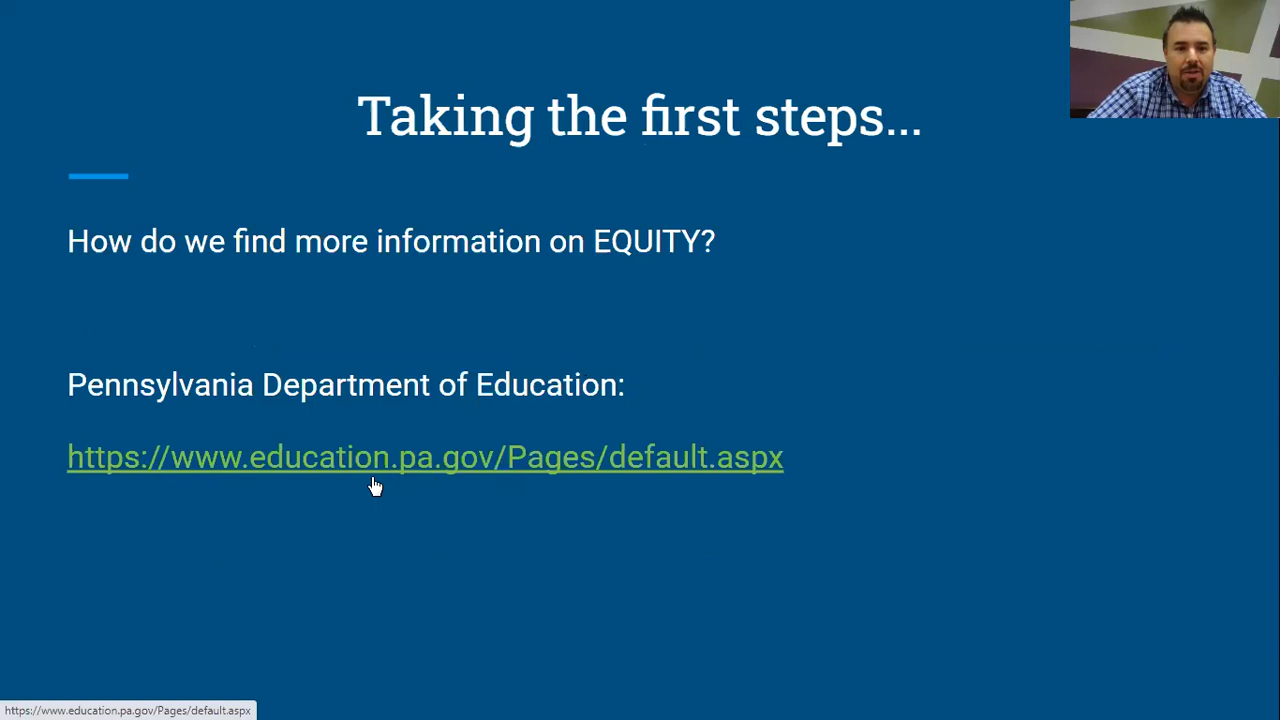 Taking the first steps...
How do we find more information on EQUITY?
Pennsylvania Department of Education:
https://www.education.pa.gov/Pages/default.aspx
https://www.education.pa.gov/Pages/default.aspx